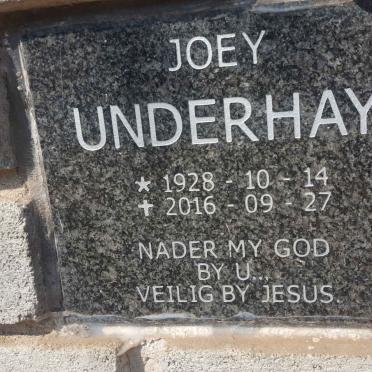 JOEY
UNDERHAY
★ 1928 - 10 - 14
✝ 2016 - 09 - 27
NADER MY GOD
BY U...
VEILIG BY JESUS.